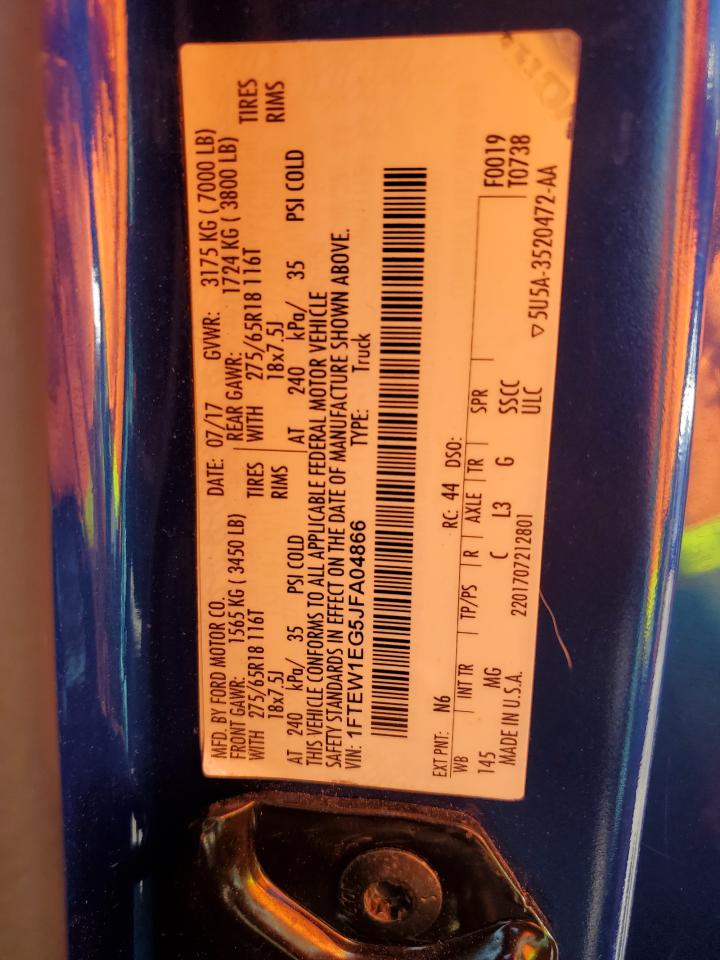 MFD. BY FORD MOTOR CO. DATE: 07/17 GVWR: 3175 KG ( 7000 LB)
FRONT GAWR: 1565 KG ( 3450 LB) REAR GAWR: 1724 KG ( 3800 LB)
WITH 275/65R18 116T TIRES WITH 275/65R18 116T TIRES
18x7.5J RIMS 18x7.5J RIMS
AT 240 kPa/ 35 PSI COLD AT 240 kPa/ 35 PSI COLD
THIS VEHICLE CONFORMS TO ALL APPLICABLE FEDERAL MOTOR VEHICLE
SAFETY STANDARDS IN EFFECT ON THE DATE OF MANUFACTURE SHOWN ABOVE.
VIN: 1FTEW1EG5JFA04866 TYPE: Truck
EXT PNT: N6 RC: 44 DSO:
WB INT TR TP/PS R AXLE TR SPR F0019
145 MG C L3 G SSCC T0738
MADE IN U.S.A. 2201707212801 ULC ▽5U5A-3520472-AA